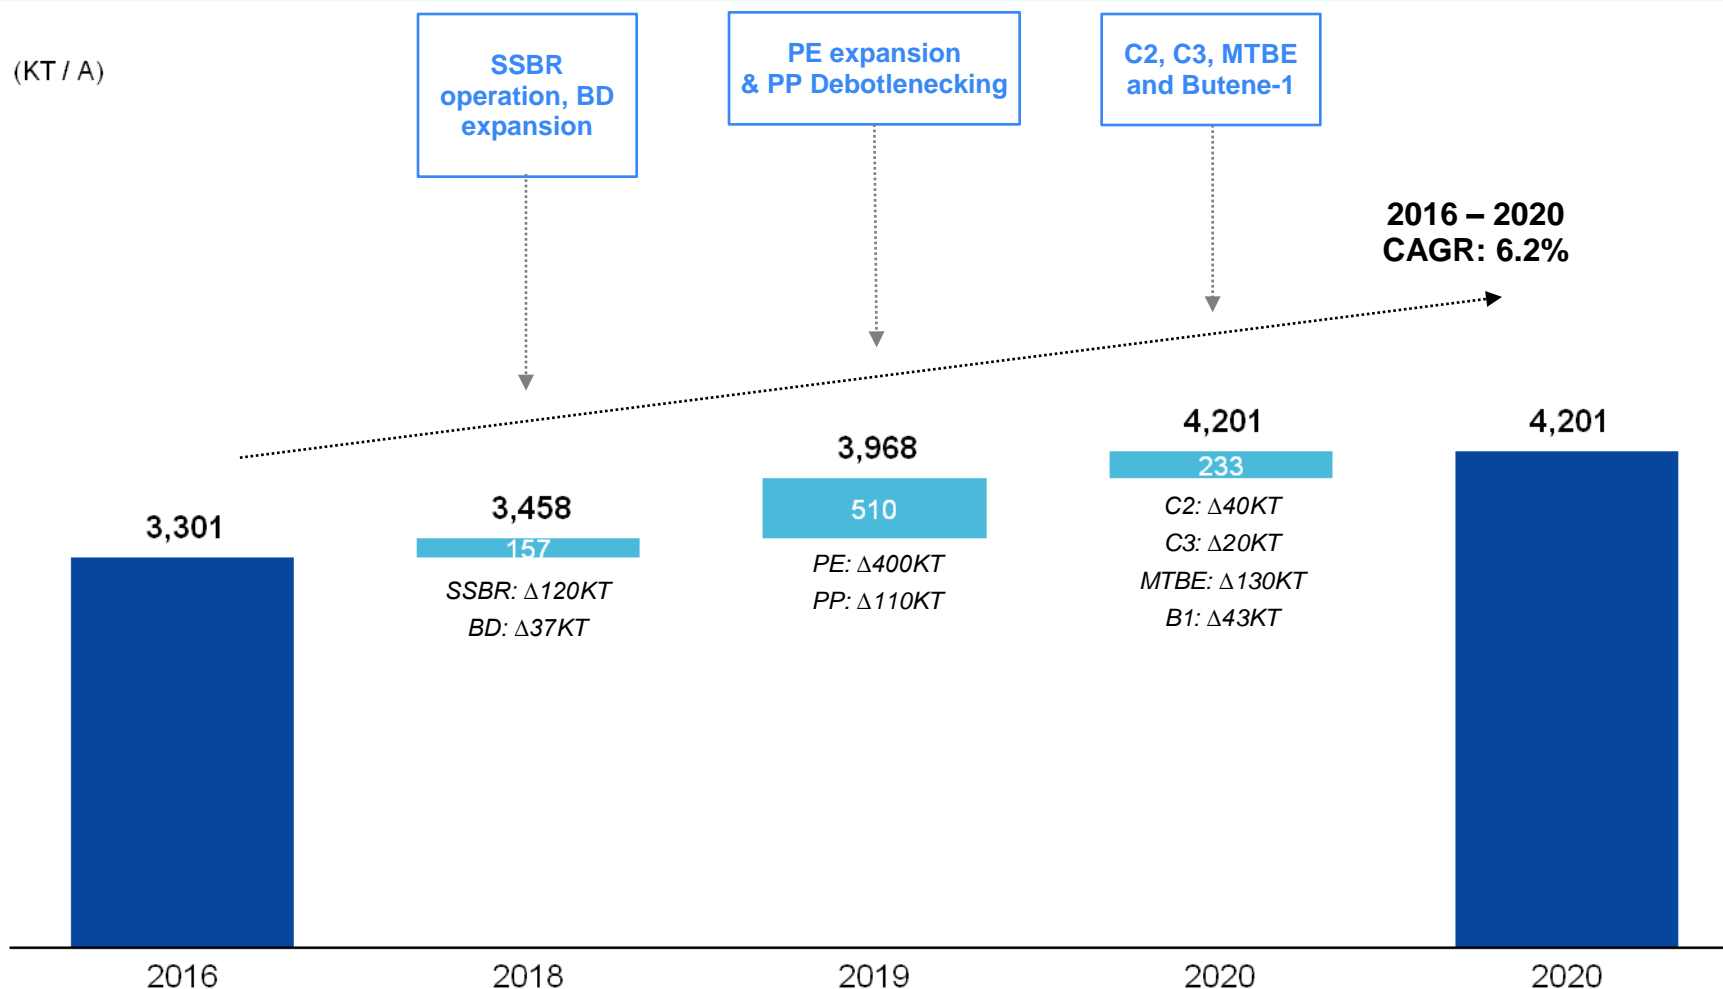 (KT / A)
SSBR
operation, BD
expansion
PE expansion
& PP Debotlenecking
C2, C3, MTBE
and Butene-1
2016 – 2020
CAGR: 6.2%
3,301
3,458
157
SSBR: Δ120KT
BD: Δ37KT
3,968
510
PE: Δ400KT
PP: Δ110KT
4,201
233
C2: Δ40KT
C3: Δ20KT
MTBE: Δ130KT
B1: Δ43KT
4,201
2016
2018
2019
2020
2020